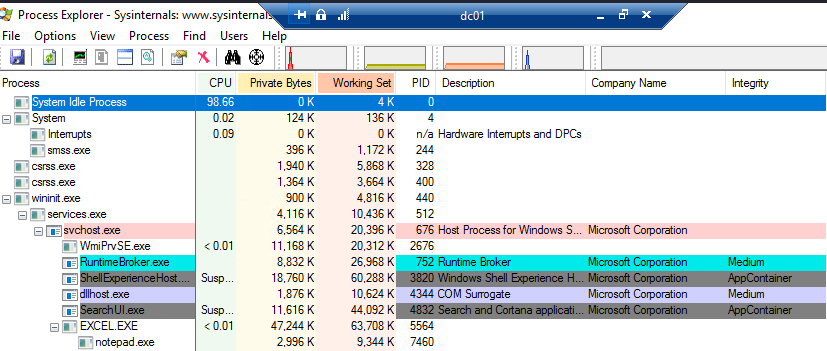 Process Explorer - Sysinternals: www.sysinternals
dc01
File Options View Process Find Users Help
Process CPU Private Bytes Working Set PID Description Company Name Integrity
System Idle Process 98.66 0 K 4 K 0
System 0.02 124 K 136 K 4
Interrupts 0.09 0 K 0 K n/a Hardware Interrupts and DPCs
smss.exe 396 K 1,172 K 244
csrss.exe 1,940 K 5,868 K 328
csrss.exe 1,364 K 3,664 K 400
wininit.exe 900 K 4,816 K 440
services.exe 4,116 K 10,436 K 512
svchost.exe 6,564 K 20,396 K 676 Host Process for Windows S... Microsoft Corporation
WmiPrvSE.exe < 0.01 11,168 K 20,312 K 2676
RuntimeBroker.exe 8,832 K 26,968 K 752 Runtime Broker Microsoft Corporation Medium
ShellExperienceHost.... Susp... 18,760 K 60,288 K 3820 Windows Shell Experience H... Microsoft Corporation AppContainer
dllhost.exe 1,876 K 10,624 K 4344 COM Surrogate Microsoft Corporation Medium
SearchUI.exe Susp... 11,616 K 44,092 K 4832 Search and Cortana applicati... Microsoft Corporation AppContainer
EXCEL.EXE < 0.01 47,244 K 63,708 K 5564
notepad.exe 2,996 K 9,344 K 7460